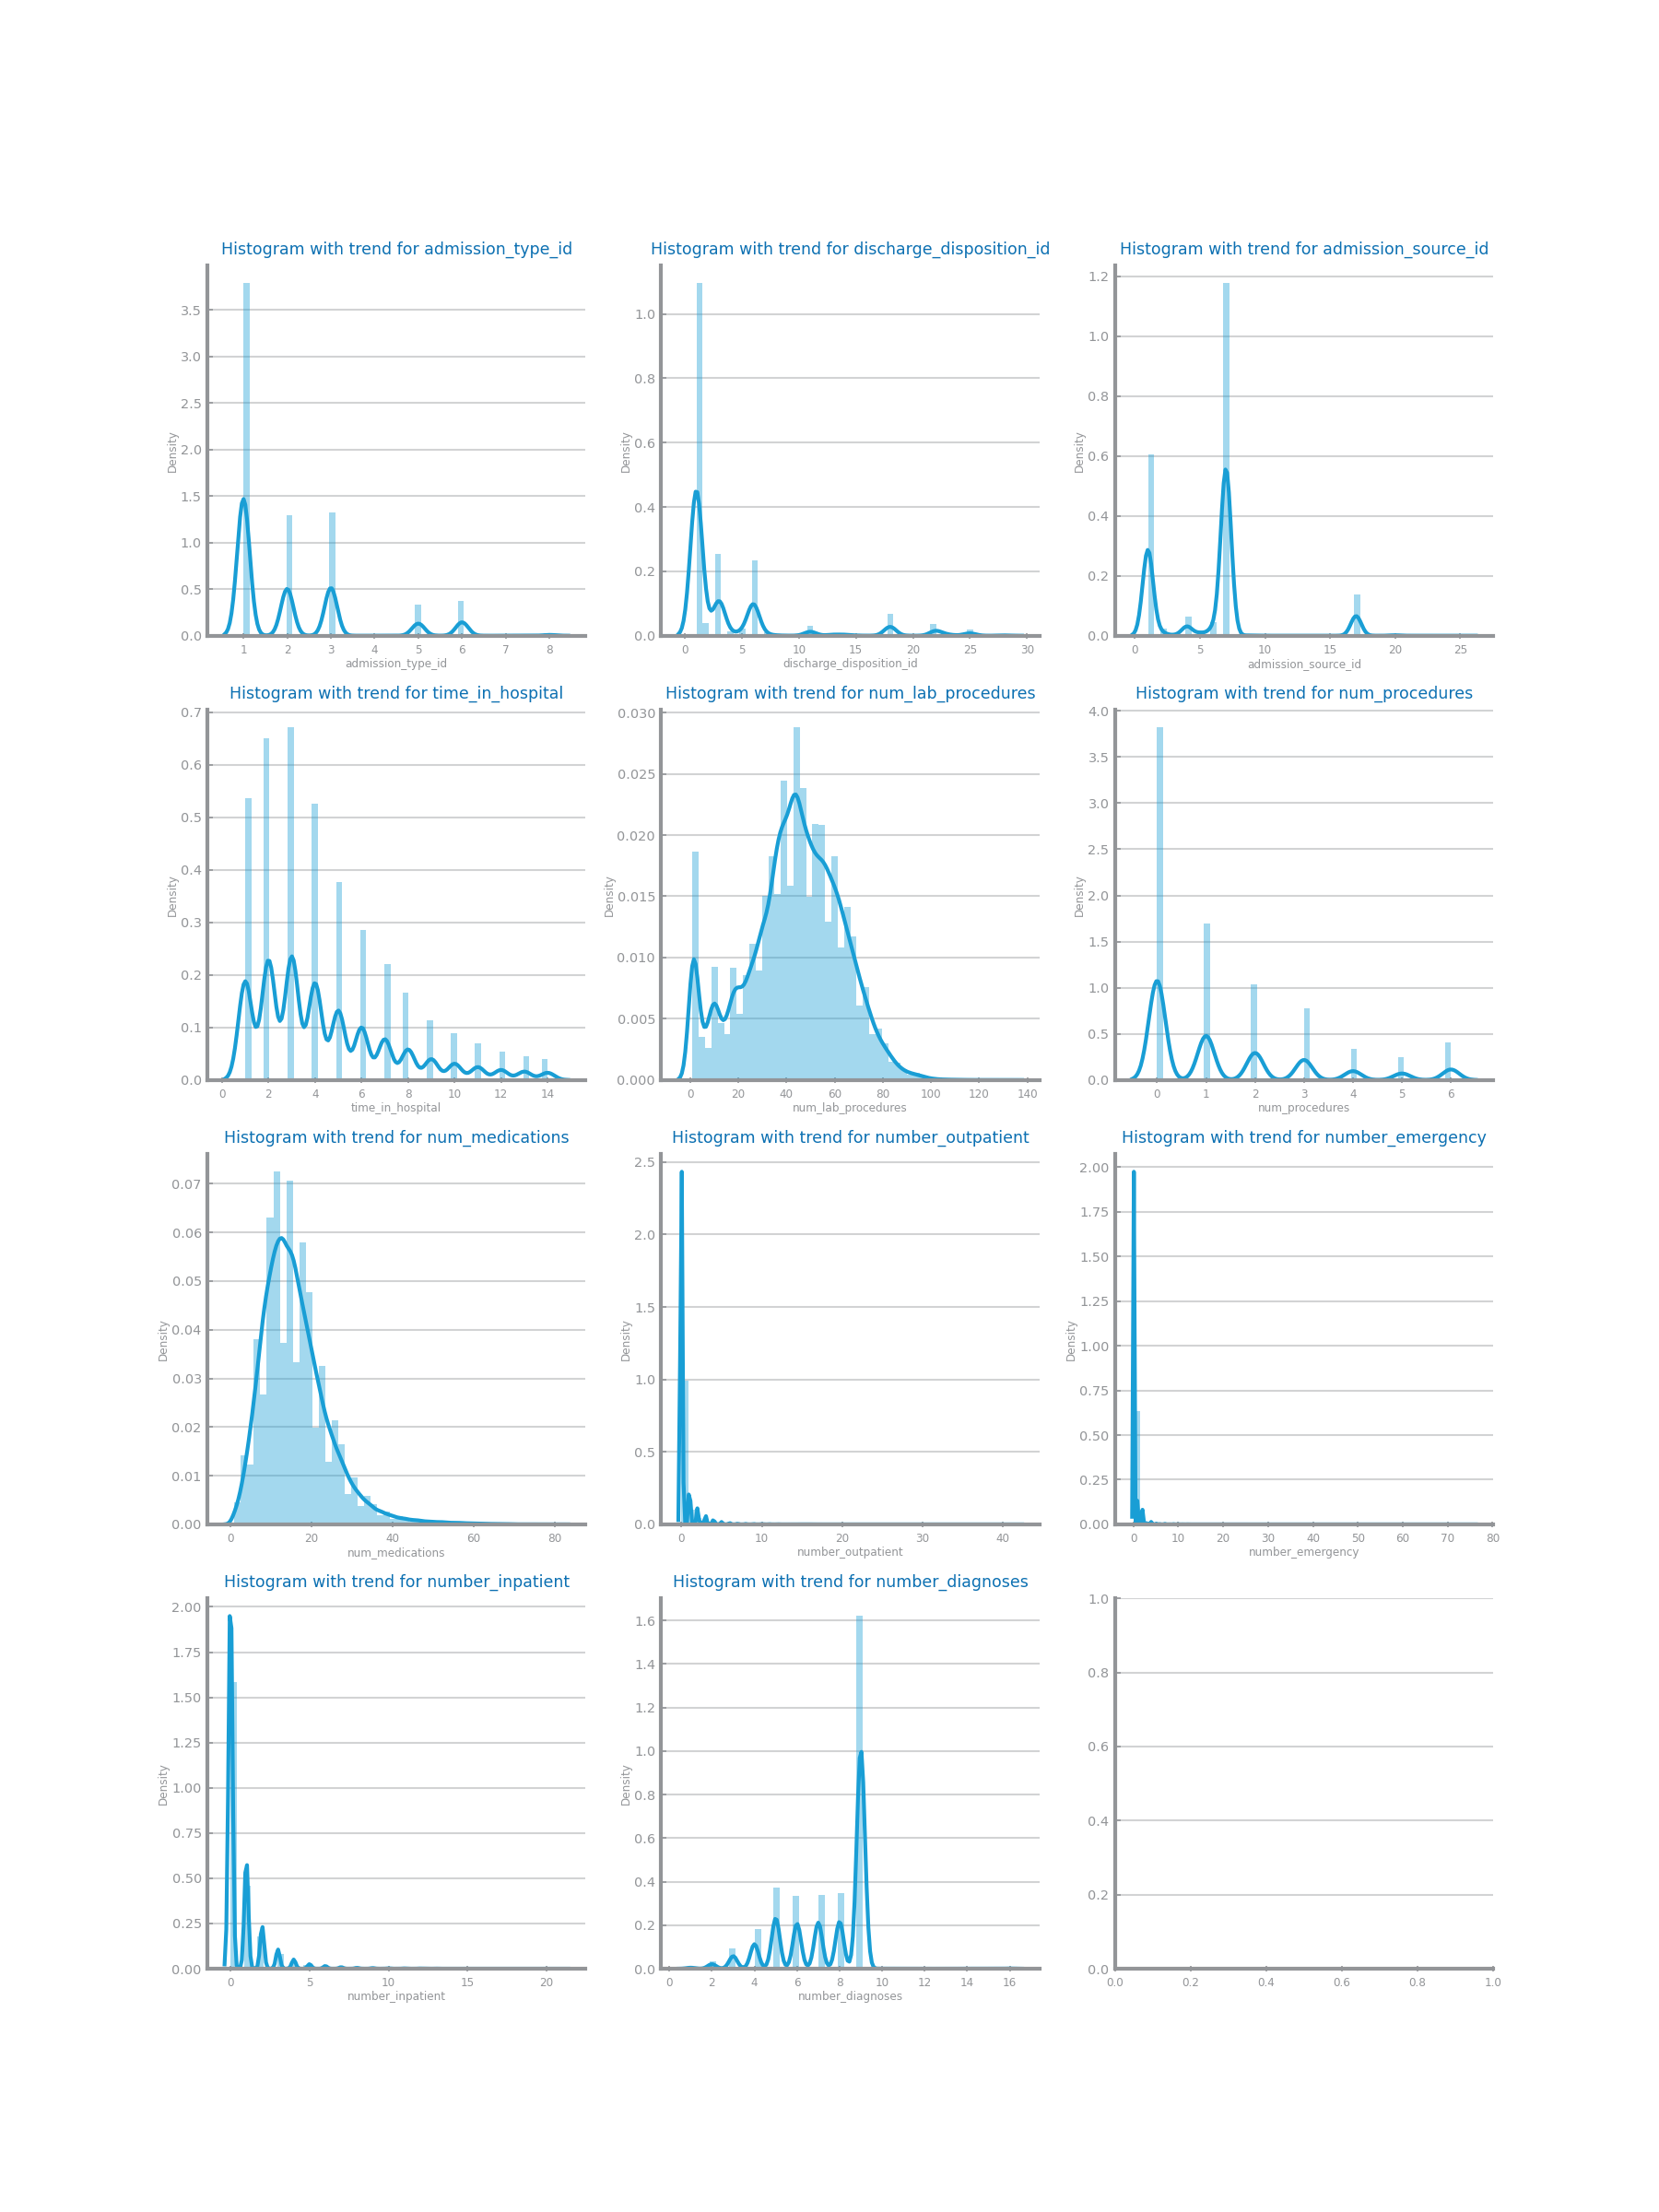 Histogram with trend for admission_type_id
Density
3.5
3.0
2.5
2.0
1.5
1.0
0.5
0.0
1 2 3 4 5 6 7 8
admission_type_id
Histogram with trend for discharge_disposition_id
Density
1.0
0.8
0.6
0.4
0.2
0.0
0 5 10 15 20 25 30
discharge_disposition_id
Histogram with trend for admission_source_id
Density
1.2
1.0
0.8
0.6
0.4
0.2
0.0
0 5 10 15 20 25
admission_source_id
Histogram with trend for time_in_hospital
Density
0.7
0.6
0.5
0.4
0.3
0.2
0.1
0.0
0 2 4 6 8 10 12 14
time_in_hospital
Histogram with trend for num_lab_procedures
Density
0.030
0.025
0.020
0.015
0.010
0.005
0.000
0 20 40 60 80 100 120 140
num_lab_procedures
Histogram with trend for num_procedures
Density
4.0
3.5
3.0
2.5
2.0
1.5
1.0
0.5
0.0
0 1 2 3 4 5 6
num_procedures
Histogram with trend for num_medications
Density
0.07
0.06
0.05
0.04
0.03
0.02
0.01
0.00
0 20 40 60 80
num_medications
Histogram with trend for number_outpatient
Density
2.5
2.0
1.5
1.0
0.5
0.0
0 10 20 30 40
number_outpatient
Histogram with trend for number_emergency
Density
2.00
1.75
1.50
1.25
1.00
0.75
0.50
0.25
0.00
0 10 20 30 40 50 60 70 80
number_emergency
Histogram with trend for number_inpatient
Density
2.00
1.75
1.50
1.25
1.00
0.75
0.50
0.25
0.00
0 5 10 15 20
number_inpatient
Histogram with trend for number_diagnoses
Density
1.6
1.4
1.2
1.0
0.8
0.6
0.4
0.2
0.0
0 2 4 6 8 10 12 14 16
number_diagnoses
1.0
0.8
0.6
0.4
0.2
0.0
0.0 0.2 0.4 0.6 0.8 1.0